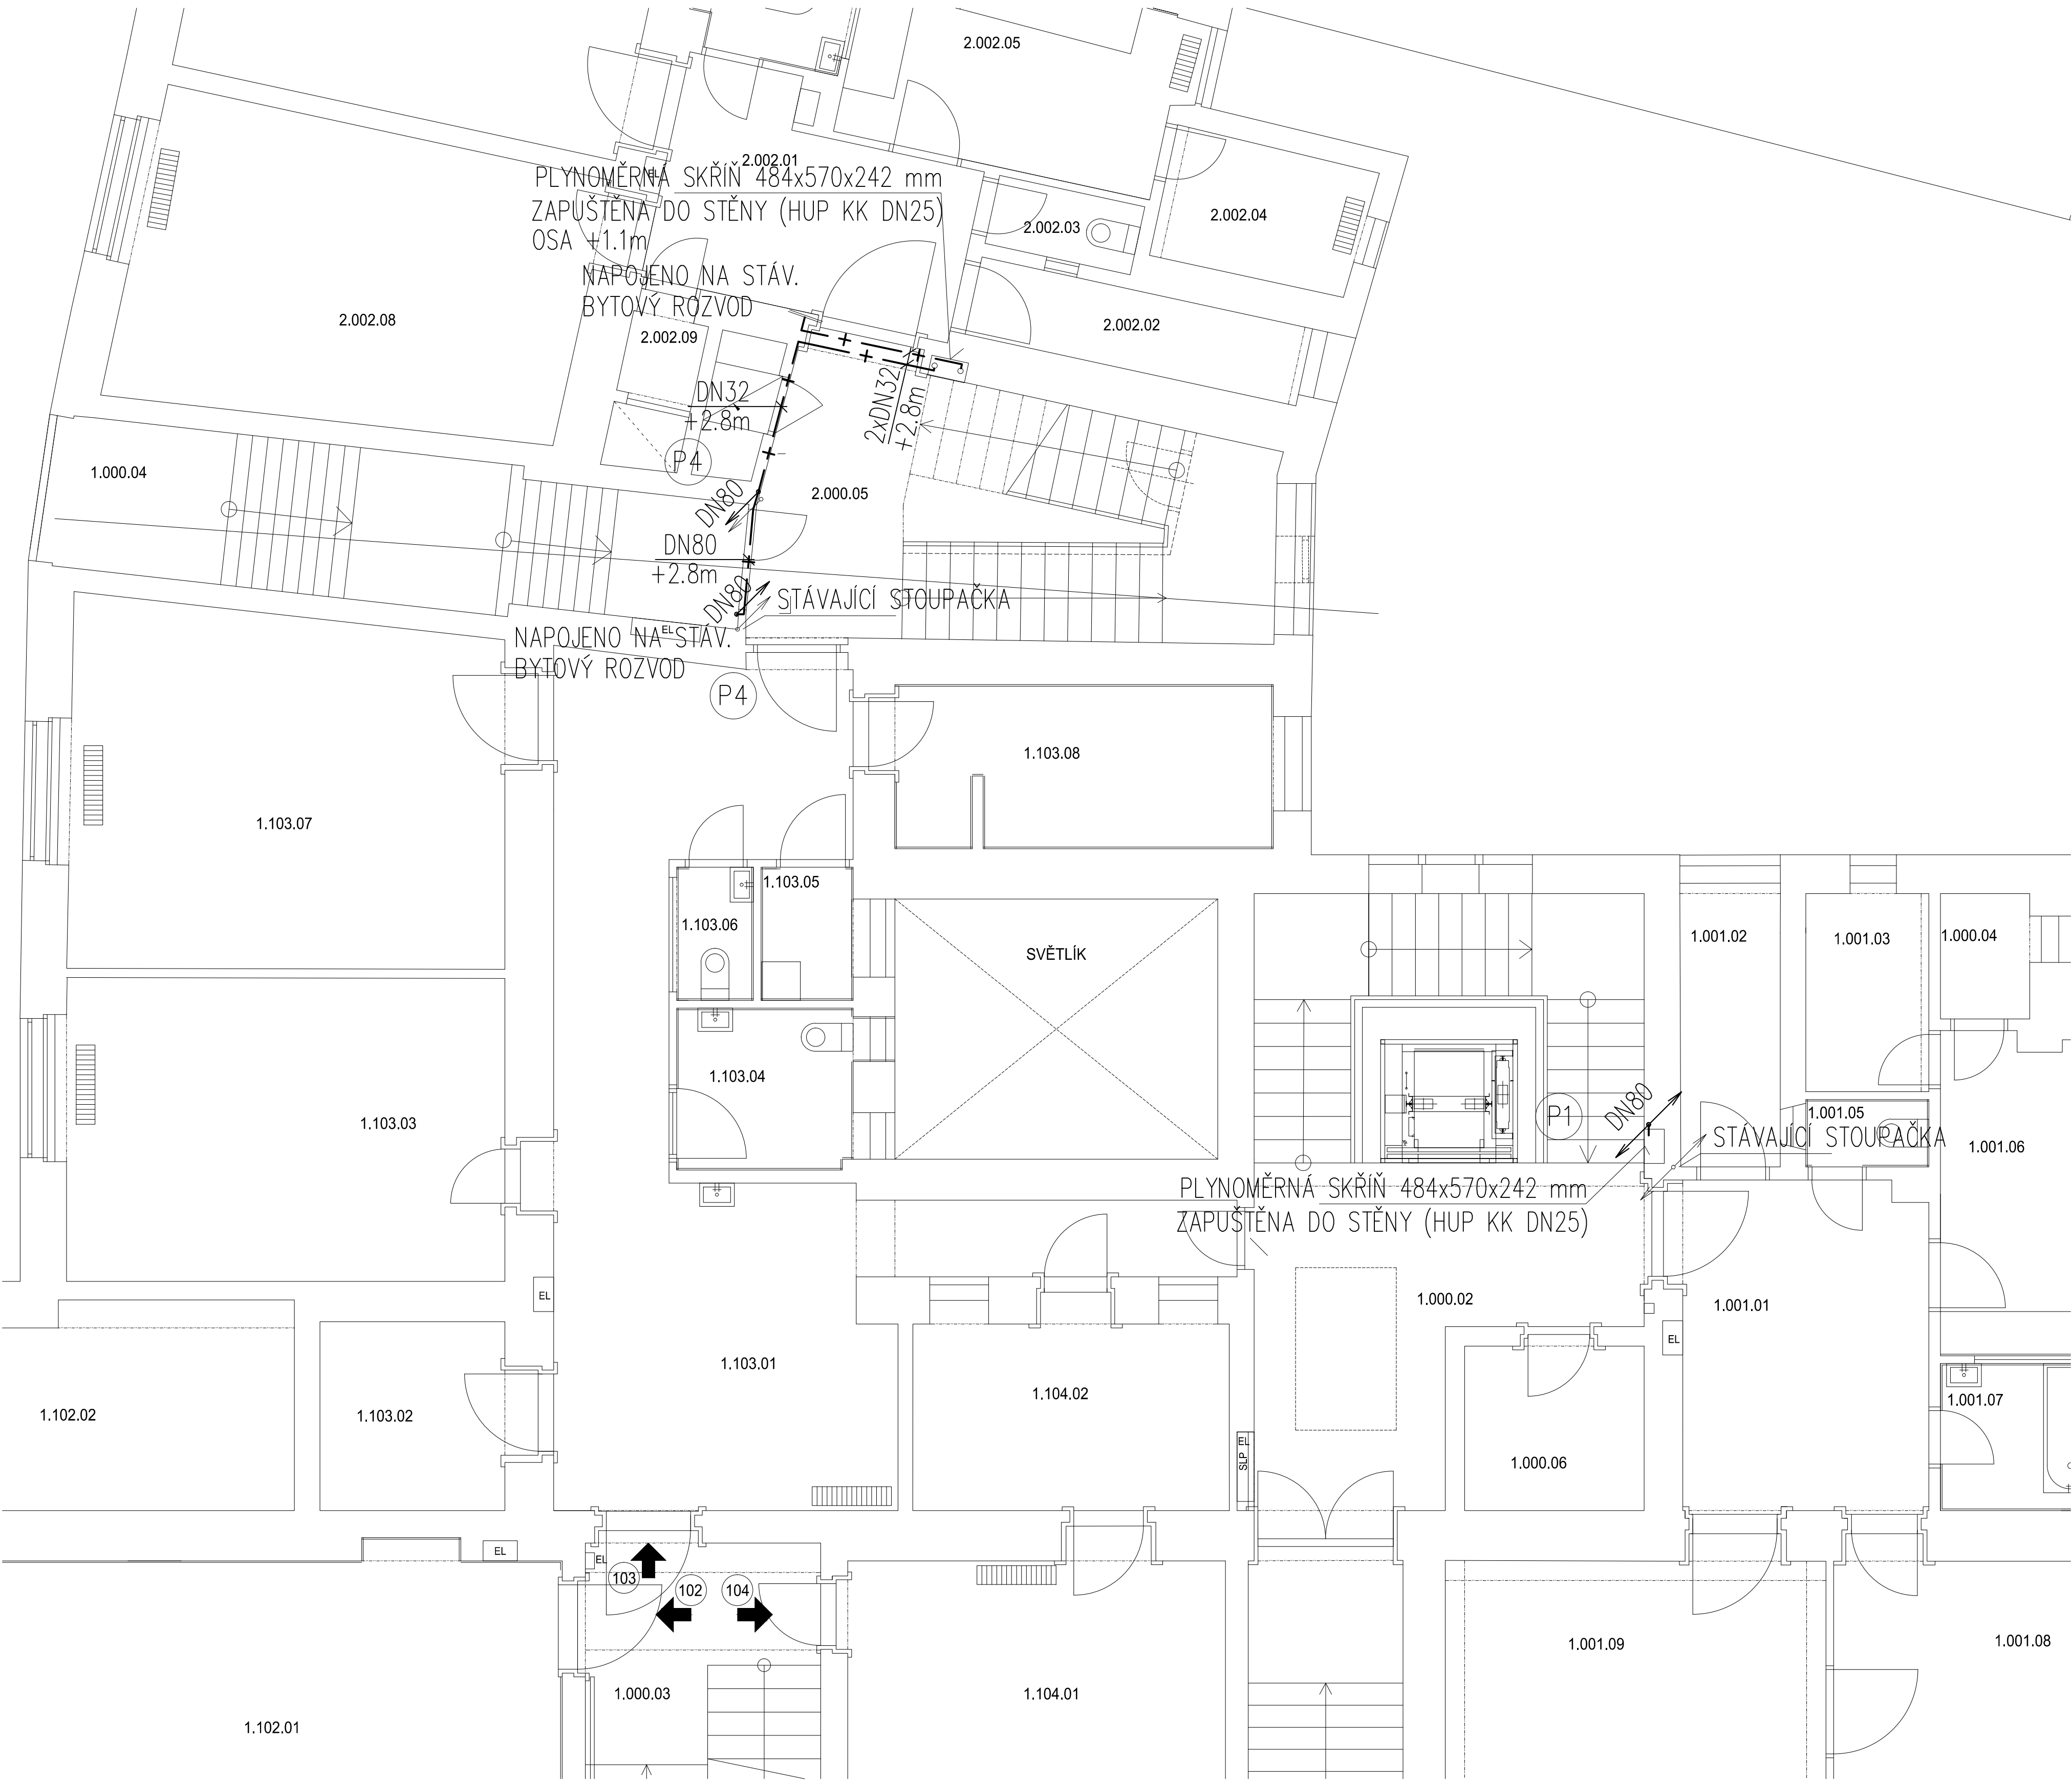 2.002.05
2.002.01
EL
PLYNOMĚRNÁ SKŘÍŇ 484x570x242 mm
ZAPUŠTĚNA DO STĚNY (HUP KK DN25)
OSA +1.1m
2.002.03
2.002.04
NAPOJENO NA STÁV.
BYTOVÝ ROZVOD
2.002.08
2.002.09
2.002.02
DN32
+2.8m
2xDN32
+2.8m
P4
1.000.04
2.000.05
DN80
DN80
+2.8m
DN80
STÁVAJÍCÍ STOUPAČKA
EL
NAPOJENO NA STÁV.
BYTOVÝ ROZVOD
P4
1.103.08
1.103.07
1.103.05
1.103.06
SVĚTLÍK
1.001.02
1.001.03
1.000.04
1.103.04
1.103.03
P1
DN80
1.001.05
STÁVAJÍCÍ STOUPAČKA
1.001.06
PLYNOMĚRNÁ SKŘÍŇ 484x570x242 mm
ZAPUŠTĚNA DO STĚNY (HUP KK DN25)
EL
1.000.02
1.001.01
EL
1.103.01
1.104.02
1.102.02
1.103.02
1.001.07
EL
SLP
1.000.06
EL
EL
103
102
104
1.001.09
1.001.08
1.000.03
1.104.01
1.102.01